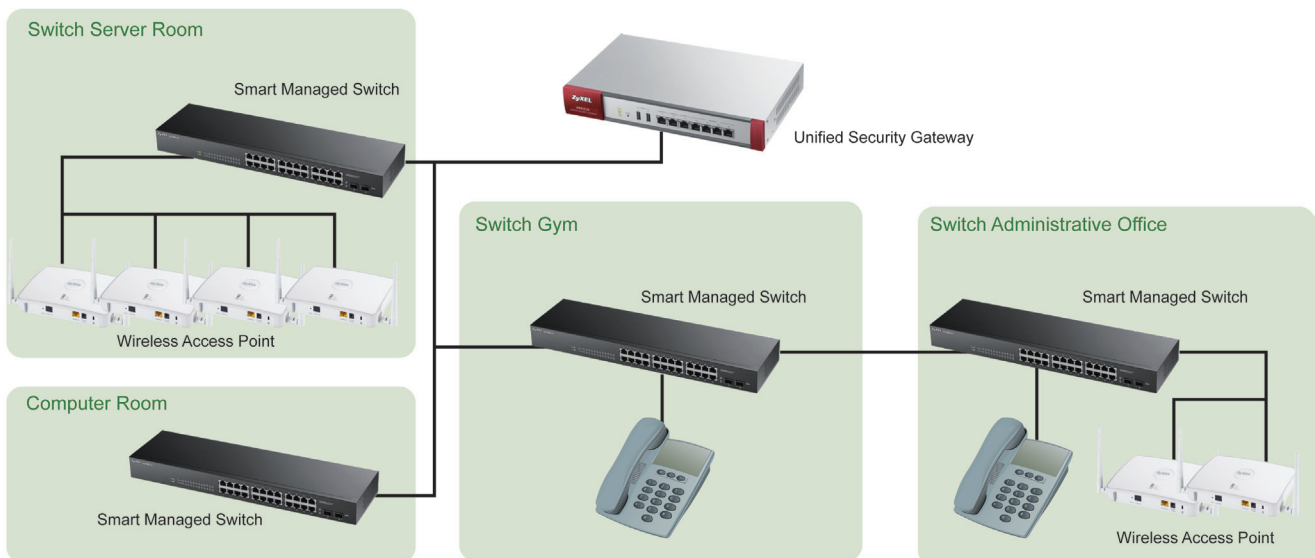 Switch Server Room
Smart Managed Switch
Wireless Access Point
ZyXEL
Unified Security Gateway
Computer Room
Smart Managed Switch
Switch Gym
Smart Managed Switch
Switch Administrative Office
Smart Managed Switch
Wireless Access Point